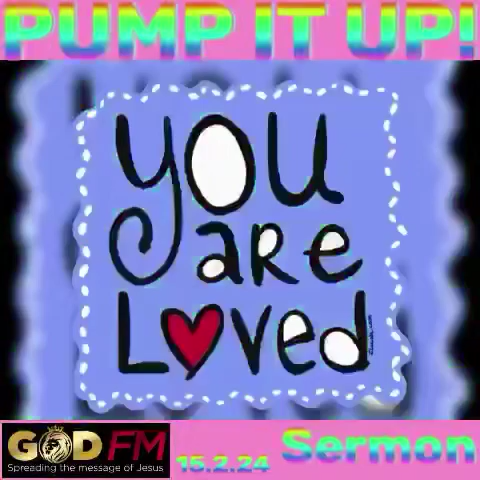 PUMP IT UP!
you
are
Loved
GOD FM
Spreading the message of Jesus
15.2.24
Sermon